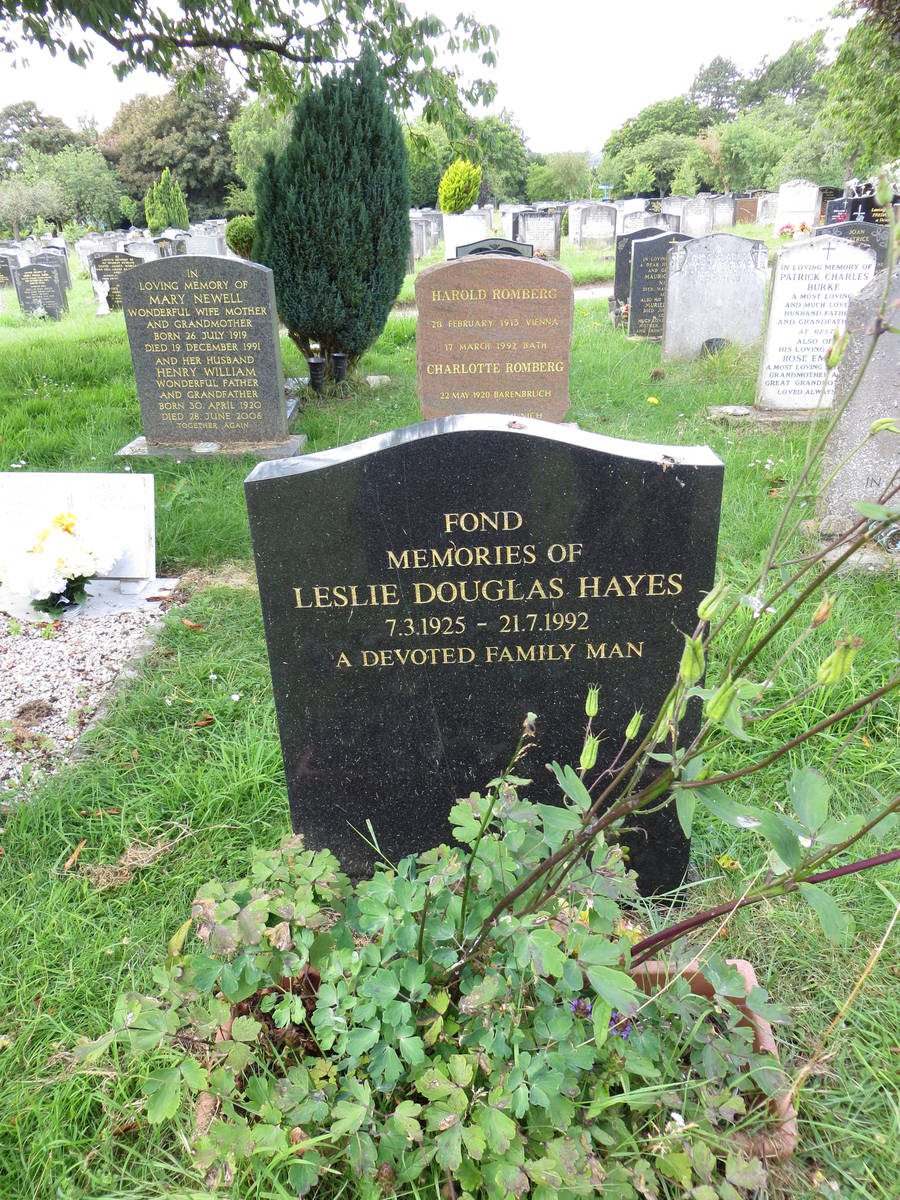 FOND
MEMORIES OF
LESLIE DOUGLAS HAYES
7.3.1925 - 21.7.1992
A DEVOTED FAMILY MAN
IN
LOVING MEMORY OF
MARY NEWELL
WONDERFUL WIFE MOTHER
AND GRANDMOTHER
BORN 26 JULY 1919
DIED 19. DECEMBER 1991
AND HER HUSBAND
HENRY WILLIAM
WONDERFUL FATHER
AND GRANDFATHER
BORN 30. APRIL 1920
DIED 28. JUNE 2008
TOGETHER AGAIN
HAROLD ROMBERG
28 FEBRUARY 1913 VIENNA
17 MARCH 1992 BATH
CHARLOTTE ROMBERG
22 MAY 1920 BARENBRUCH
IN LOVING MEMORY OF
PATRICK CHARLES
BURKE
A MOST LOVING
AND MUCH LOVED
AND GRANDFATHER
AT REST
ALSO OF
HIS LOVING
ROSE
A MOST LOVING
GRANDMOTHER
GREAT GRANDMO
LOVED ALWAYS
JOAN